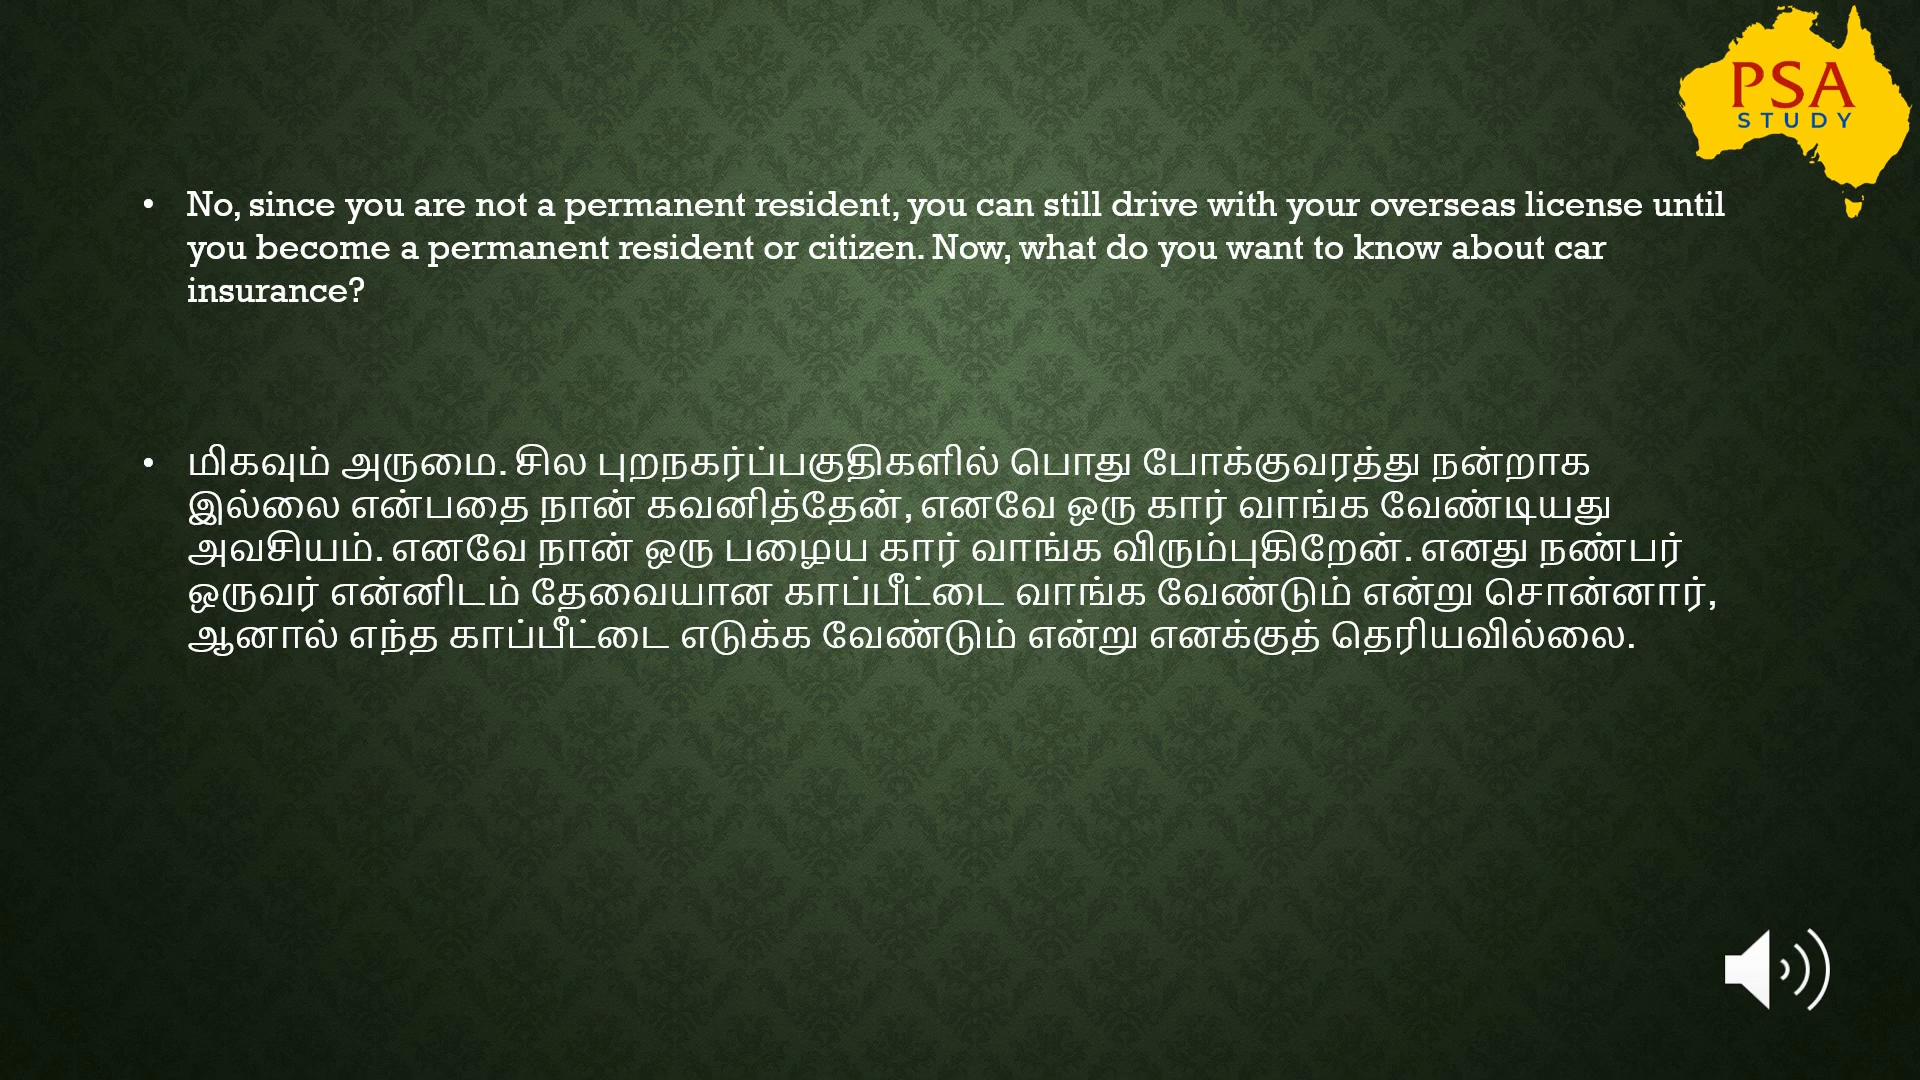 PSA
STUDY
• No, since you are not a permanent resident, you can still drive with your overseas license until
you become a permanent resident or citizen. Now, what do you want to know about car
insurance?
• மிகவும் அருமை. சில புறநகர்ப்பகுதிகளில் பொது போக்குவரத்து நன்றாக
இல்லை என்பதை நான் கவனித்தேன், எனவே ஒரு கார் வாங்க வேண்டியது
அவசியம். எனவே நான் ஒரு பழைய கார் வாங்க விரும்புகிறேன். எனது நண்பர்
ஒருவர் என்னிடம் தேவையான காப்பீட்டை வாங்க வேண்டும் என்று சொன்னார்,
ஆனால் எந்த காப்பீட்டை எடுக்க வேண்டும் என்று எனக்குத் தெரியவில்லை.